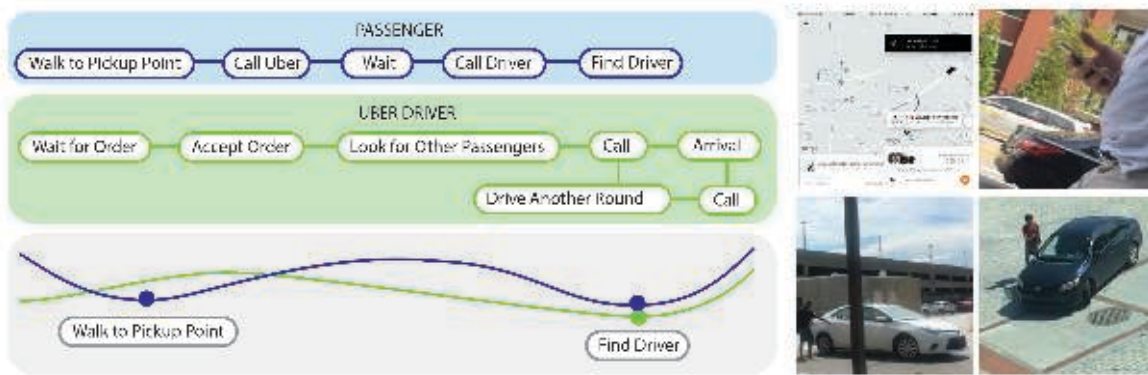 PASSENGER
Walk to Pickup Point
Call Uber
Wait
Call Driver
Find Driver
UBER DRIVER
Wait for Order
Accept Order
Look for Other Passengers
Call
Arrival
Drive Another Round
Call
Walk to Pickup Point
Find Driver